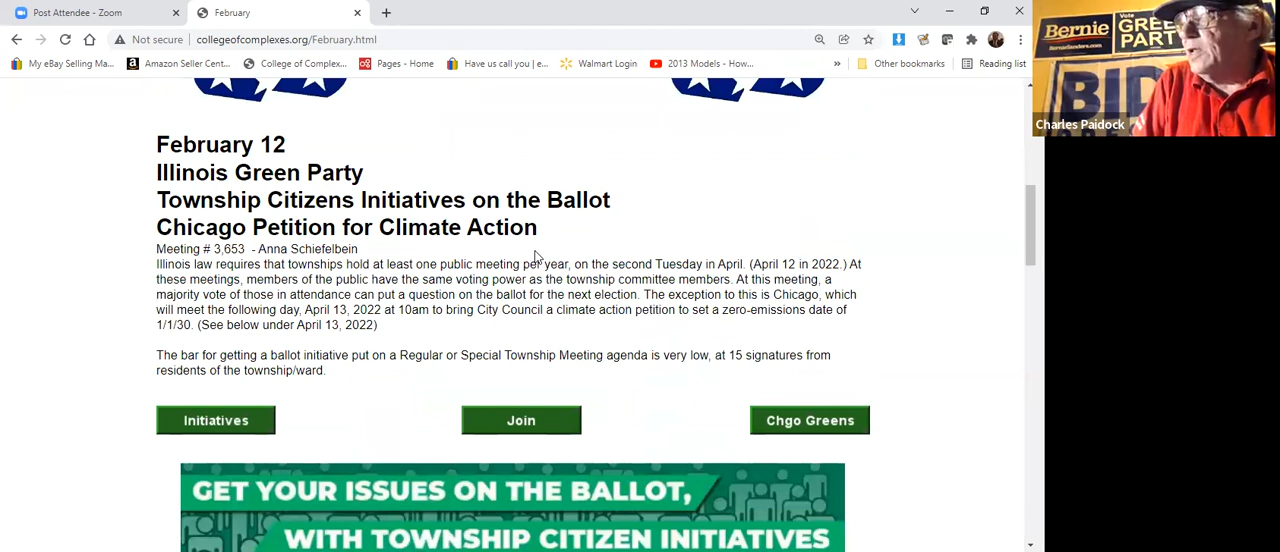 Post Attendee - Zoom
February
Not secure
collegeofcomplexes.org/February.html
My eBay Selling Ma...
Amazon Seller Cent...
College of Complex...
Pages - Home
Have us call you | e...
Walmart Login
2013 Models - How...
Other bookmarks
Reading list
Bernie
BernieSanders.com
Vote
GREEN
PARTY
BID
Charles Paidock
February 12
Illinois Green Party
Township Citizens Initiatives on the Ballot
Chicago Petition for Climate Action
Meeting # 3,653 - Anna Schiefelbein
Illinois law requires that townships hold at least one public meeting per year, on the second Tuesday in April. (April 12 in 2022.) At
these meetings, members of the public have the same voting power as the township committee members. At this meeting, a
majority vote of those in attendance can put a question on the ballot for the next election. The exception to this is Chicago, which
will meet the following day, April 13, 2022 at 10am to bring City Council a climate action petition to set a zero-emissions date of
1/1/30. (See below under April 13, 2022)
The bar for getting a ballot initiative put on a Regular or Special Township Meeting agenda is very low, at 15 signatures from
residents of the township/ward.
Initiatives
Join
Chgo Greens
GET YOUR ISSUES ON THE BALLOT,
WITH TOWNSHIP CITIZEN INITIATIVES